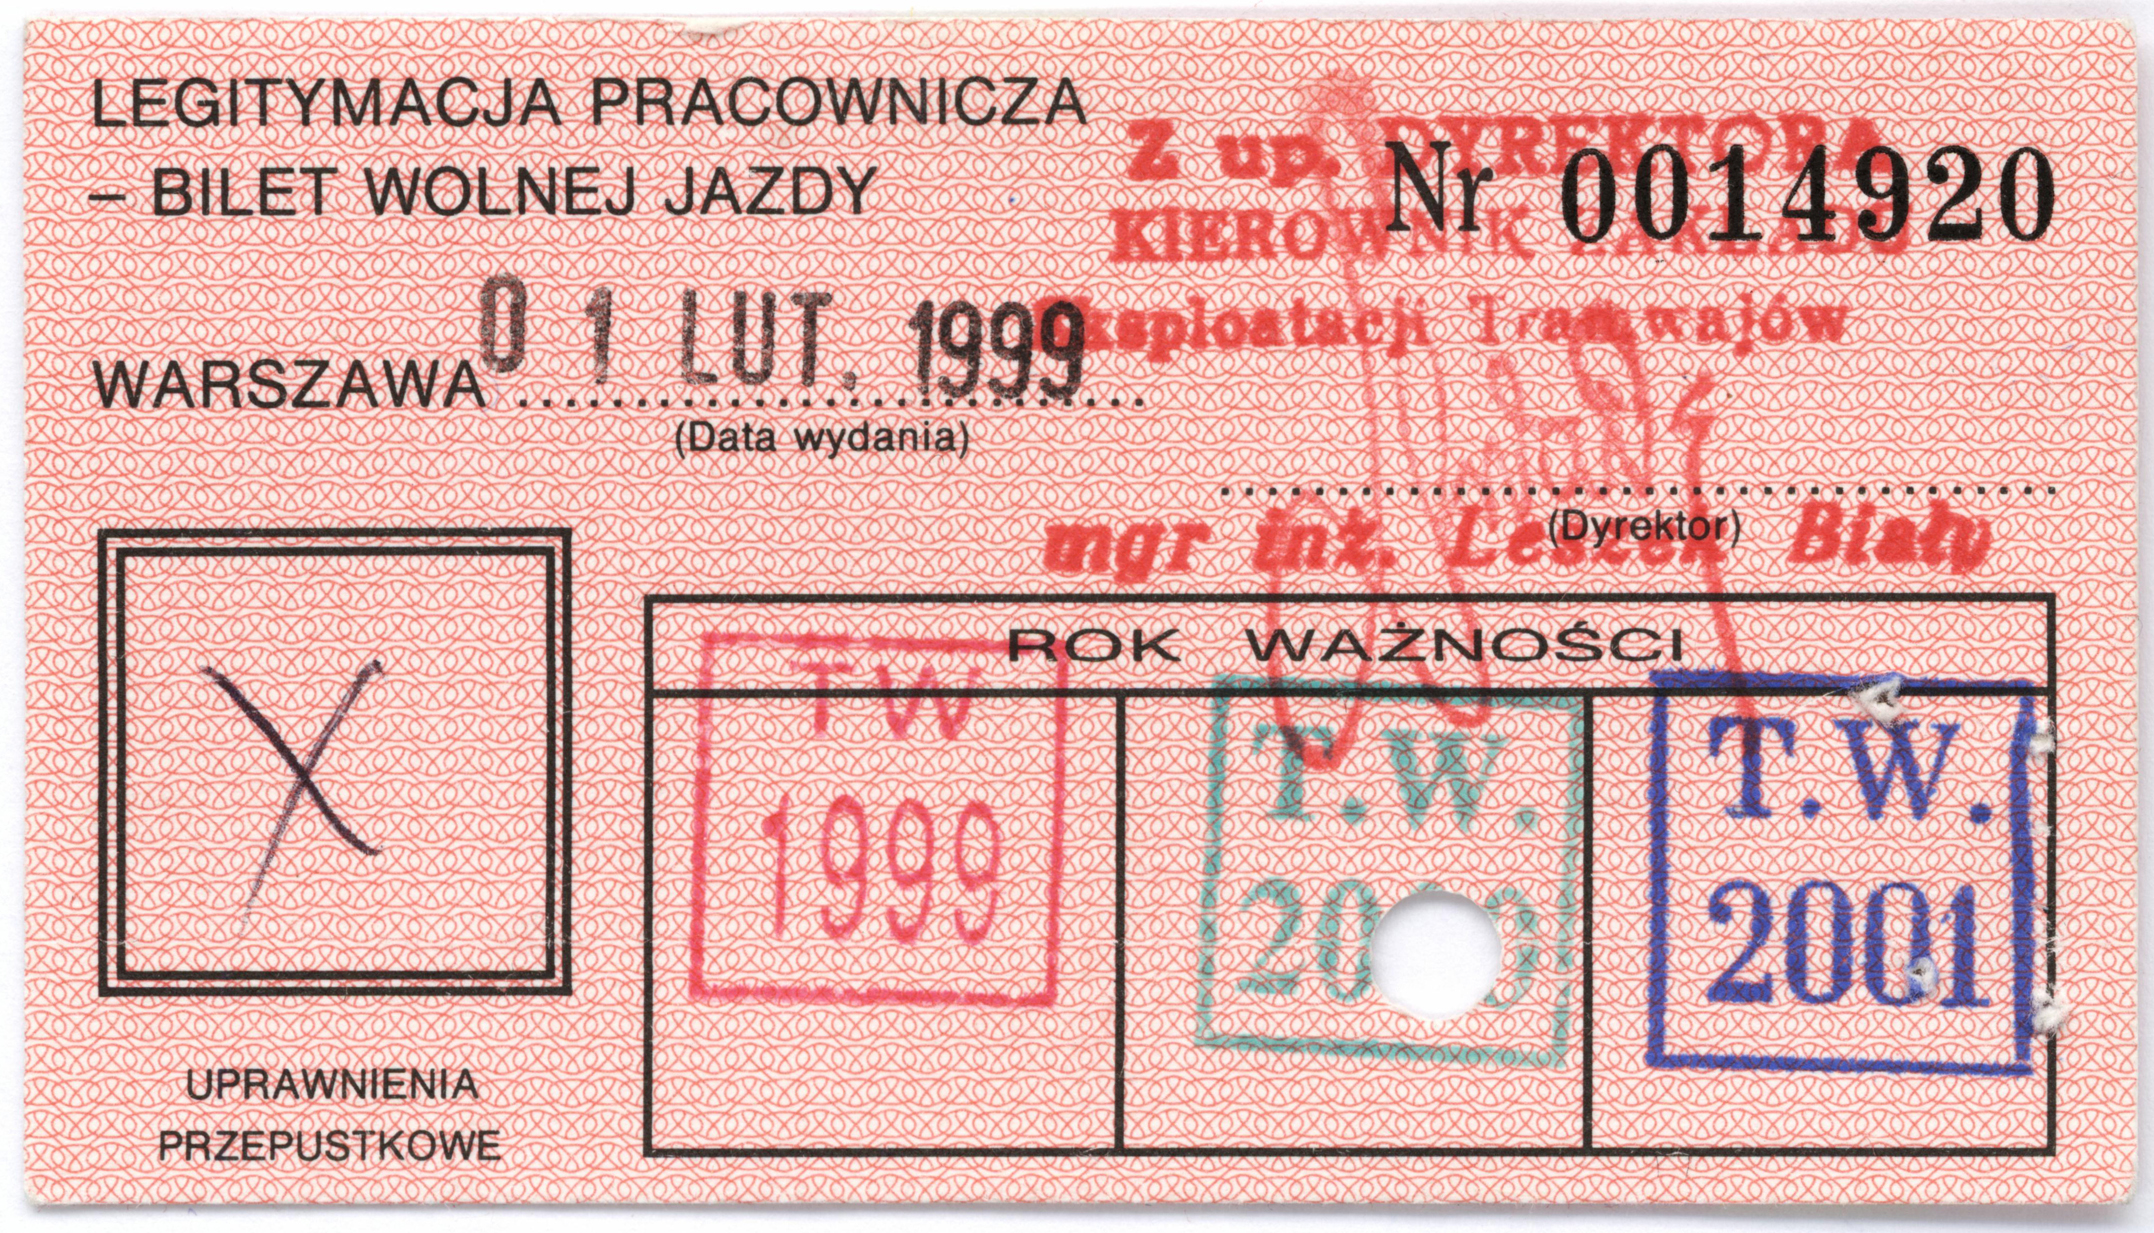 LEGITYMACJA PRACOWNICZA
– BILET WOLNEJ JAZDY
Nr 0014920
Z up. DYREKTORA
KIEROWNIK ZAKŁADU
Eksploatacji Tramwajów
WARSZAWA 01 LUT. 1999
(Data wydania)
(Dyrektor)
mgr inż. Leszek Biały
ROK WAŻNOŚCI
TW
1999
T.W.
2000
T.W.
2001
X
UPRAWNIENIA
PRZEPUSTKOWE